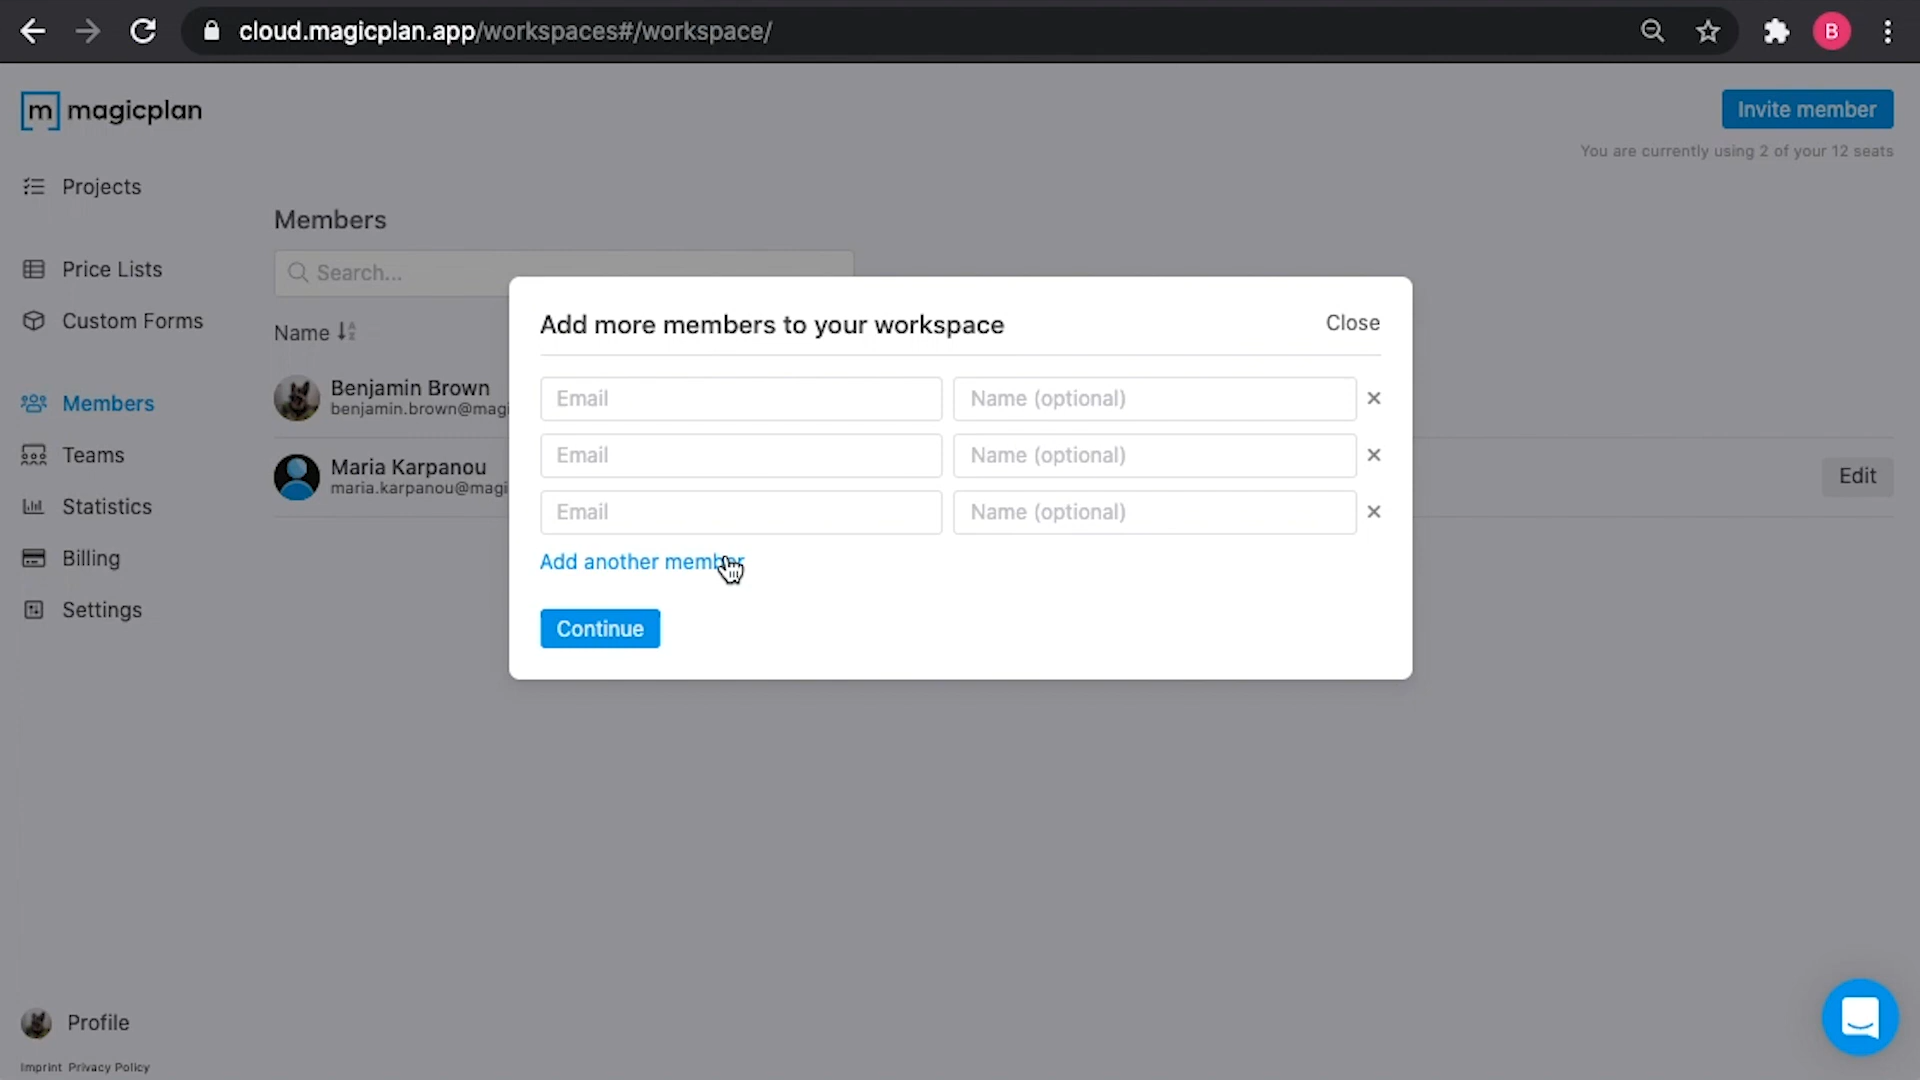 cloud.magicplan.app/workspaces#/workspace/
B
m magicplan
Invite member
You are currently using 2 of your 12 seats
Projects
Members
Price Lists
Search...
Custom Forms
Name
Add more members to your workspace
Close
Benjamin Brown
benjamin.brown@magi
Email
Name (optional)
Members
Teams
Email
Name (optional)
Maria Karpanou
maria.karpanou@magi
Edit
Statistics
Email
Name (optional)
Billing
Add another member
Settings
Continue
Profile
Imprint Privacy Policy